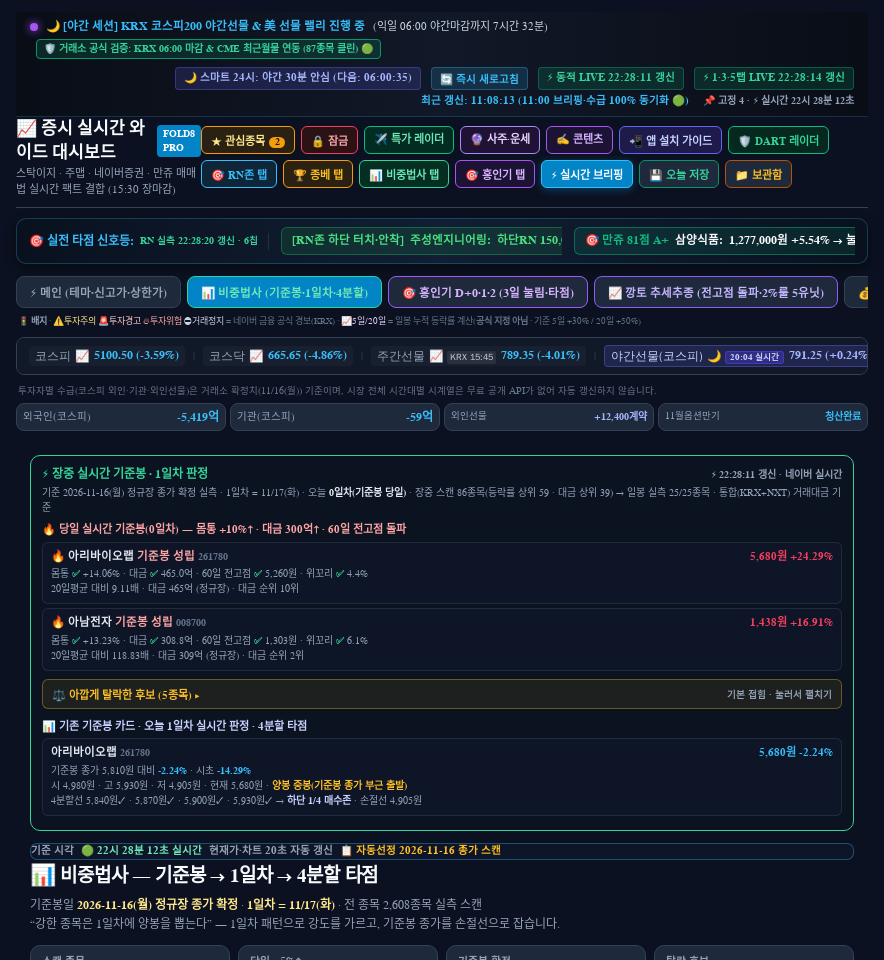 🌙 [야간 세션] KRX 코스피200 야간선물 & 美 선물 랠리 진행 중 (익일 06:00 야간마감까지 7시간 32분)
🛡️ 거래소 공식 검증: KRX 06:00 마감 & CME 최근월물 연동 (87종목 클린) 🟢
🌙 스마트 24시: 야간 30분 안심 (다음: 06:00:35) 🔄 즉시 새로고침 ⚡ 동적 LIVE 22:28:11 갱신 ⚡ 1·3·5탭 LIVE 22:28:14 갱신
최근 갱신: 11:08:13 (11:00 브리핑·수급 100% 동기화 🟢) 📌 고정 4 · ⚡ 실시간 22시 28분 12초
📈 증시 실시간 와이드 대시보드
FOLD8 PRO
스탁이지 · 주맵 · 네이버증권 · 만쥬 매매법 실시간 팩트 결합 (15:30 장마감)
★ 관심종목 2 🔒 잠금 ✈️ 특가 레이더 🔮 사주·운세 ✍️ 콘텐츠 📲 앱 설치 가이드 🛡️ DART 레이더
🎯 RN존 탭 🏆 종베 탭 📊 비중법사 탭 🎯 홍인기 탭 ⚡ 실시간 브리핑 💾 오늘 저장 📁 보관함
🎯 실전 타점 신호등: RN 실측 22:28:20 갱신 · 6칩 [RN존 하단 터치·안착] 주성엔지니어링: 하단RN 150, 🎯 만쥬 81점 A+ 삼양식품: 1,277,000원 +5.54% →
⚡ 메인 (테마·신고가·상한가) 📊 비중법사 (기준봉·1일차·4분할) 🎯 홍인기 D+0·1·2 (3일 눌림·타점) 📈 깡토 추세추종 (전고점 돌파·2%룰 5유닛) 💰
🚦 배지 · ⚠️투자주의 🚨투자경고 ⛔투자위험 ⛔거래정지 = 네이버 금융 공식 경보(KRX) · 📈5일/20일 = 일봉 누적 등락률 계산(공식 지정 아님 · 기준 5일 +30% / 20일 +50%)
코스피 📈 5100.50 (-3.59%) 코스닥 📈 665.65 (-4.86%) 주간선물 📈 KRX 15:45 789.35 (-4.01%) 야간선물(코스피) 🌙 20:04 실시간 791.25 (+0.24%
투자자별 수급(코스피 외인·기관·외인선물)은 거래소 확정치(11/16(월)) 기준이며, 시장 전체 시간대별 시계열은 무료 공개 API가 없어 자동 갱신하지 않습니다.
외국인(코스피) -5,419억 기관(코스피) -59억 외인선물 +12,400계약 11월옵션만기 청산완료
⚡ 장중 실시간 기준봉 · 1일차 판정 ⚡ 22:28:11 갱신 · 네이버 실시간
기준 2026-11-16(월) 정규장 종가 확정 실측 · 1일차 = 11/17(화) · 오늘 0일차(기준봉 당일) · 장중 스캔 86종목(등락률 상위 59 · 대금 상위 39) → 일봉 실측 25/25종목 · 통합(KRX+NXT) 거래대금 기준
🔥 당일 실시간 기준봉(0일차) — 몸통 +10%↑ · 대금 300억↑ · 60일 전고점 돌파
🔥 아리바이오랩 기준봉 성립 261780 5,680원 +24.29%
몸통 ✅ +14.06% · 대금 ✅ 465.0억 · 60일 전고점 ✅ 5,260원 · 위꼬리 ✅ 4.4%
20일평균 대비 9.11배 · 대금 465억 (정규장) · 대금 순위 10위
🔥 아남전자 기준봉 성립 008700 1,438원 +16.91%
몸통 ✅ +13.23% · 대금 ✅ 308.8억 · 60일 전고점 ✅ 1,303원 · 위꼬리 ✅ 6.1%
20일평균 대비 118.83배 · 대금 309억 (정규장) · 대금 순위 2위
⚖️ 아깝게 탈락한 후보 (5종목) ▸ 기본 접힘 · 눌러서 펼치기
📊 기존 기준봉 카드 · 오늘 1일차 실시간 판정 · 4분할 타점
아리바이오랩 261780 5,680원 -2.24%
기준봉 종가 5,810원 대비 -2.24% · 시초 -14.29%
시 4,980원 · 고 5,930원 · 저 4,905원 · 현재 5,680원 · 양봉 중봉(기준봉 종가 부근 출발)
4분할선 5,840원✓ · 5,870원✓ · 5,900원✓ · 5,930원✓ → 하단 1/4 매수존 · 손절선 4,905원
기준 시각 🟢 22시 28분 12초 실시간 현재가·차트 20초 자동 갱신 📋 자동선정 2026-11-16 종가 스캔
📊 비중법사 — 기준봉 → 1일차 → 4분할 타점
기준봉일 2026-11-16(월) 정규장 종가 확정 · 1일차 = 11/17(화) · 전 종목 2,608종목 실측 스캔
“강한 종목은 1일차에 양봉을 뽑는다” — 1일차 패턴으로 강도를 가르고, 기준봉 종가를 손절선으로 잡습니다.